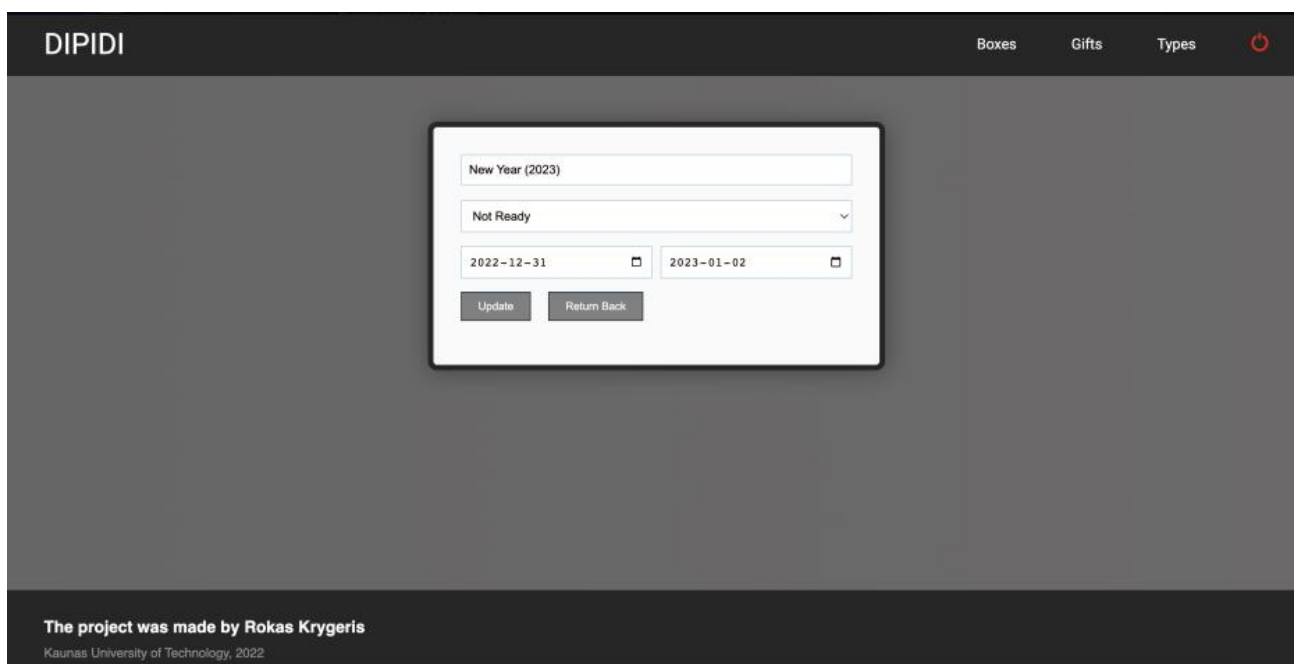 DIPIDI Boxes Gifts Types
New Year (2023)
Not Ready
2022-12-31 2023-01-02
Update Return Back
The project was made by Rokas Krygeris
Kaunas University of Technology, 2022